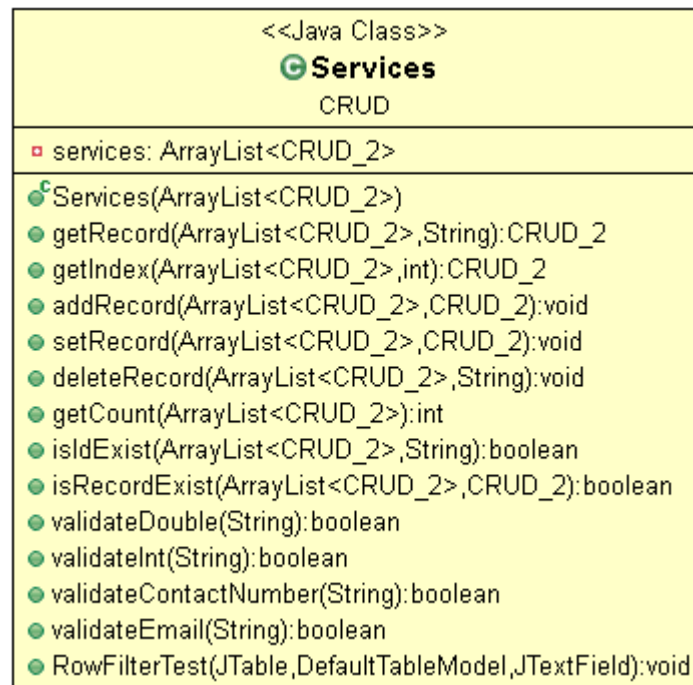 <<Java Class>>
Services
CRUD
services: ArrayList<CRUD_2>
Services(ArrayList<CRUD_2>)
getRecord(ArrayList<CRUD_2>,String):CRUD_2
getIndex(ArrayList<CRUD_2>,int):CRUD_2
addRecord(ArrayList<CRUD_2>,CRUD_2):void
setRecord(ArrayList<CRUD_2>,CRUD_2):void
deleteRecord(ArrayList<CRUD_2>,String):void
getCount(ArrayList<CRUD_2>):int
isIdExist(ArrayList<CRUD_2>,String):boolean
isRecordExist(ArrayList<CRUD_2>,CRUD_2):boolean
validateDouble(String):boolean
validateInt(String):boolean
validateContactNumber(String):boolean
validateEmail(String):boolean
RowFilterTest(JTable,DefaultTableModel,JTextField):void